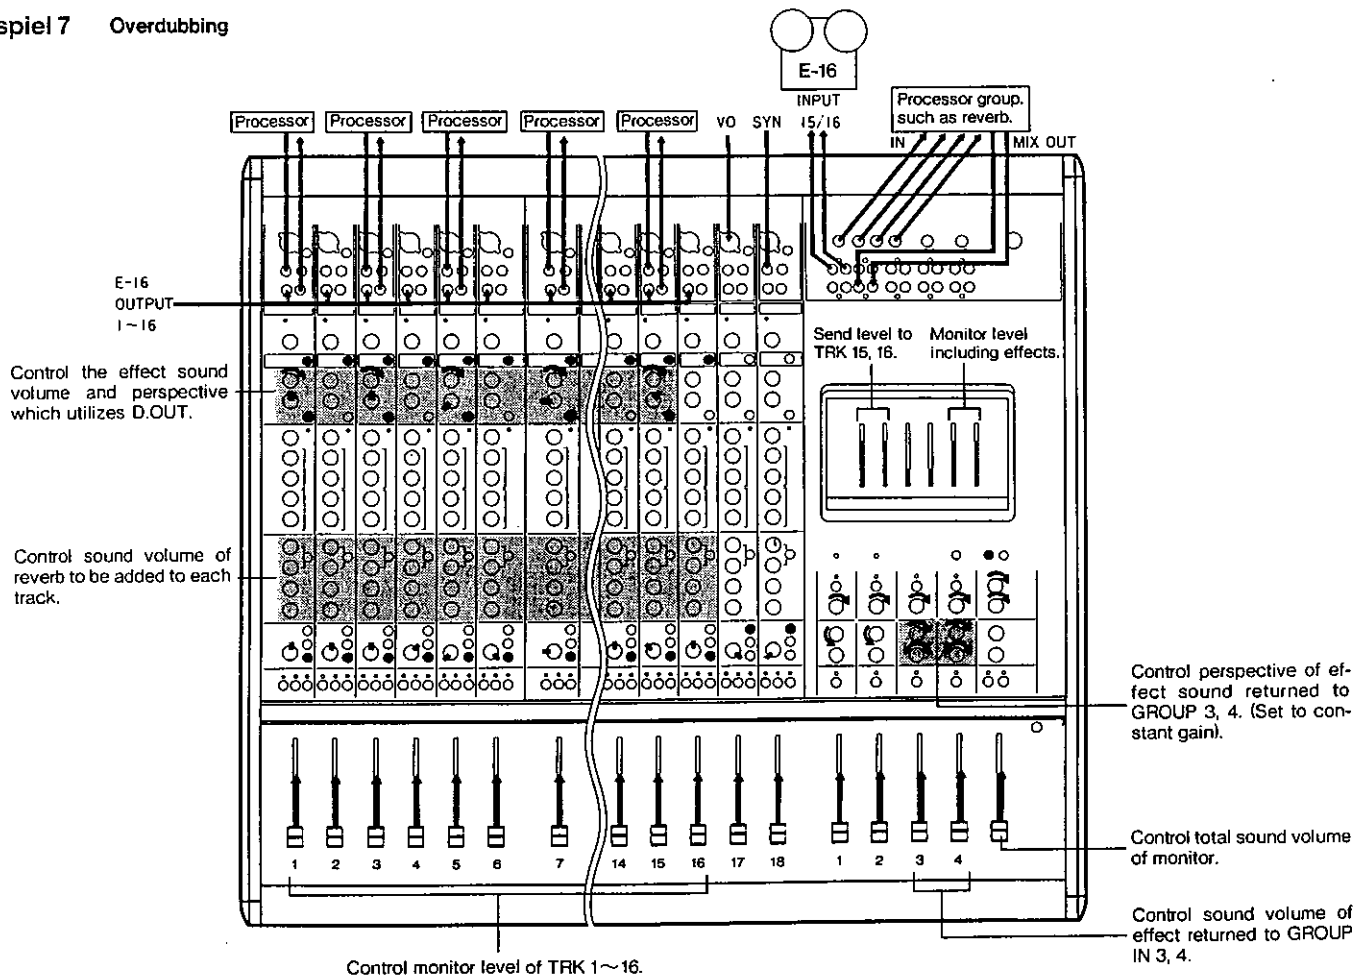 spiel 7 Overdubbing
E-16
INPUT
15/16
Processor group.
such as reverb.
IN
MIX OUT
Processor
Processor
Processor
Processor
Processor
VO
SYN
E-16
OUTPUT
1~16
Send level to
TRK 15, 16.
Monitor level
including effects.
Control the effect sound
volume and perspective
which utilizes D.OUT.
Control sound volume of
reverb to be added to each
track.
Control perspective of ef-
fect sound returned to
GROUP 3, 4. (Set to con-
stant gain).
1 2 3 4 5 6 7 14 15 16 17 18 1 2 3 4
Control total sound volume
of monitor.
Control sound volume of
effect returned to GROUP
IN 3, 4.
Control monitor level of TRK 1~16.